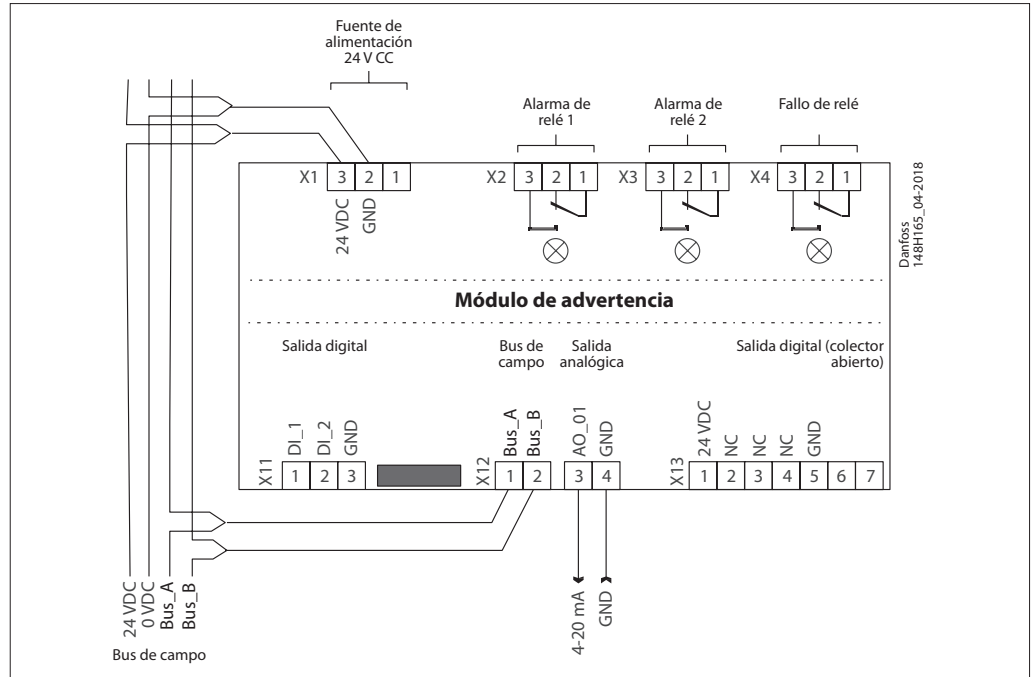 Fuente de
alimentación
24 V CC
Alarma de
relé 1
Alarma de
relé 2
Fallo de relé
X1 3 2 1
X2 3 2 1
X3 3 2 1
X4 3 2 1
24 VDC
GND
Danfoss
148H165_04-2018
Módulo de advertencia
Salida digital
Bus de
campo
Salida
analógica
Salida digital (colector
abierto)
DI_1
DI_2
GND
Bus_A
Bus_B
AO_01
GND
24 VDC
NC
NC
NC
GND
X11 1 2 3
X12 1 2 3 4
X13 1 2 3 4 5 6 7
24 VDC
0 VDC
Bus_A
Bus_B
4-20 mA
GND
Bus de campo